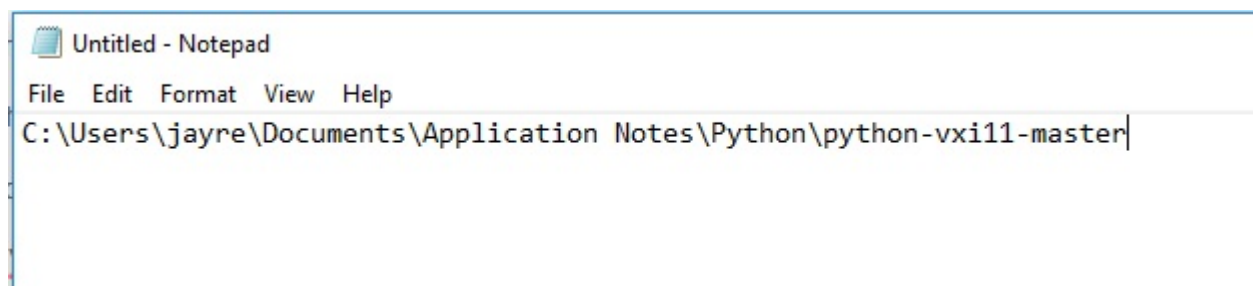 Untitled - Notepad
File Edit Format View Help
C:\Users\jayre\Documents\Application Notes\Python\python-vxi11-master